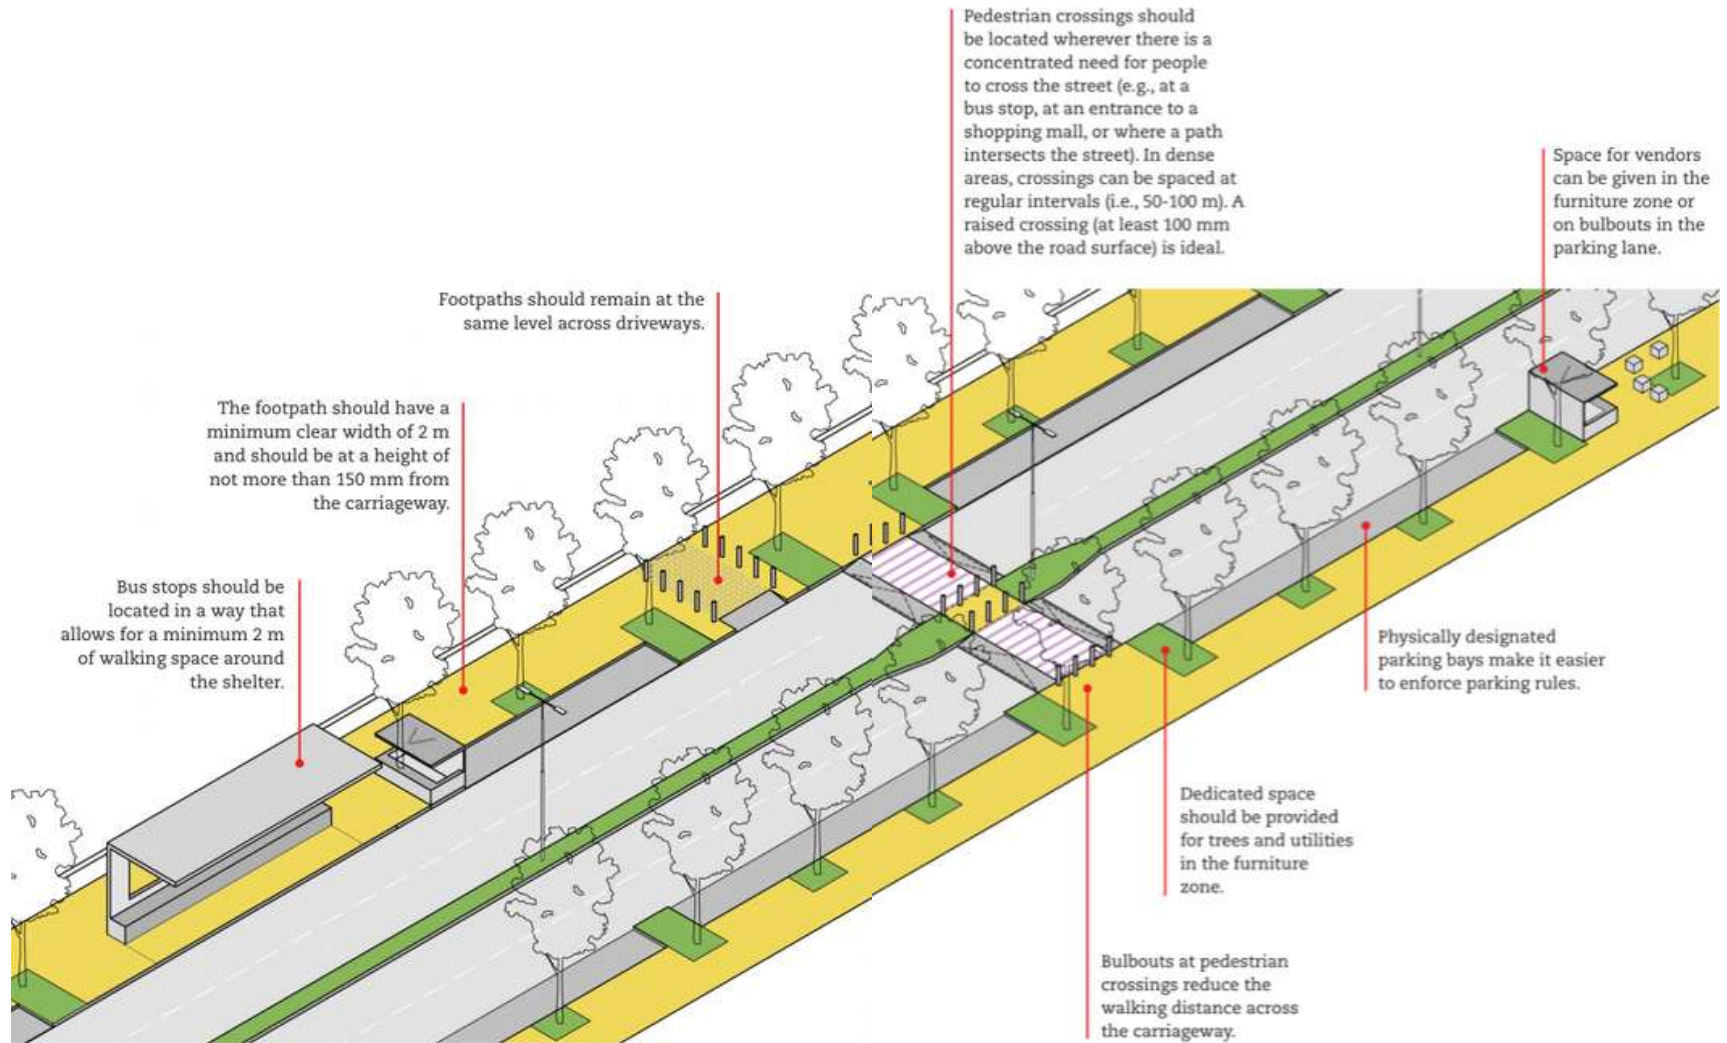 Pedestrian crossings should
be located wherever there is a
concentrated need for people
to cross the street (e.g., at a
bus stop, at an entrance to a
shopping mall, or where a path
intersects the street). In dense
areas, crossings can be spaced at
regular intervals (i.e., 50-100 m). A
raised crossing (at least 100 mm
above the road surface) is ideal.
Space for vendors
can be given in the
furniture zone or
on bulbouts in the
parking lane.
Footpaths should remain at the
same level across driveways.
The footpath should have a
minimum clear width of 2 m
and should be at a height of
not more than 150 mm from
the carriageway.
Bus stops should be
located in a way that
allows for a minimum 2 m
of walking space around
the shelter.
Physically designated
parking bays make it easier
to enforce parking rules.
Dedicated space
should be provided
for trees and utilities
in the furniture
zone.
Bulbouts at pedestrian
crossings reduce the
walking distance across
the carriageway.